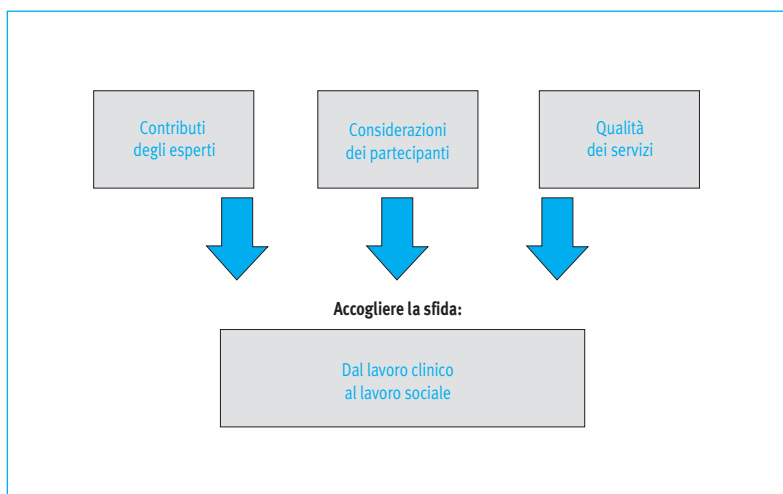 Contributi
degli esperti
Considerazioni
dei partecipanti
Qualità
dei servizi
Accogliere la sfida:
Dal lavoro clinico
al lavoro sociale